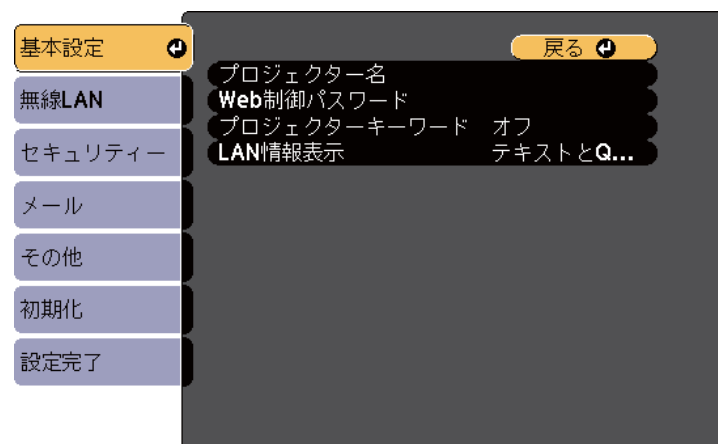 基本設定
無線LAN
セキュリティー
メール
その他
初期化
設定完了
戻る
プロジェクター名
Web制御パスワード
プロジェクターキーワード オフ
LAN情報表示 テキストとQ...